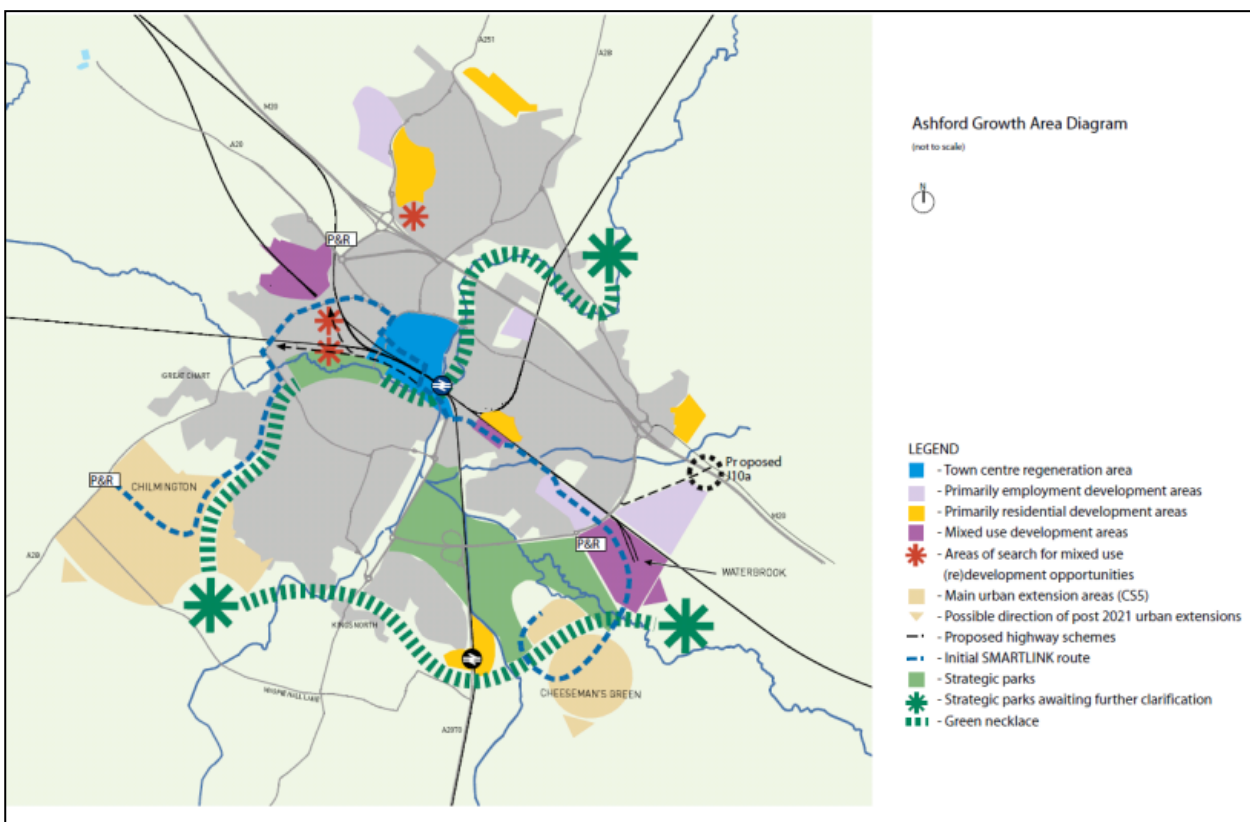 A251
A28
M20
A20
P&R
GREAT CHART
P&R
CHILMINGTON
A28
KINGSNORTH
A2070
CHEESEMAN'S GREEN
P&R
WATERBROOK
Proposed
J10a
M20
Ashford Growth Area Diagram
(not to scale)
N
LEGEND
- Town centre regeneration area
- Primarily employment development areas
- Primarily residential development areas
- Mixed use development areas
- Areas of search for mixed use
(re)development opportunities
- Main urban extension areas (CS5)
- Possible direction of post 2021 urban extensions
- Proposed highway schemes
- Initial SMARTLINK route
- Strategic parks
- Strategic parks awaiting further clarification
- Green necklace